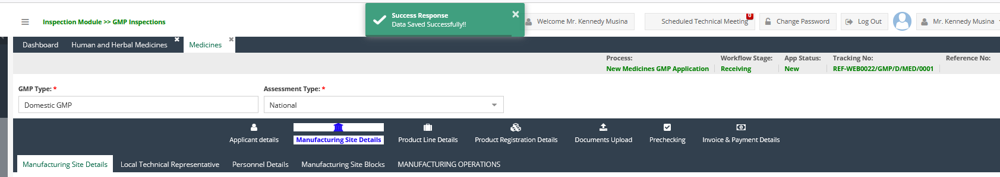 Success Response
Data Saved Successfully!!
Inspection Module >> GMP Inspections
Welcome Mr. Kennedy Musina
Scheduled Technical Meeting
0
Change Password
Log Out
Mr. Kennedy Musina
Dashboard
Human and Herbal Medicines
Medicines
Process:
Workflow Stage:
App Status:
Tracking No:
Reference No:
New Medicines GMP Application
Receiving
New
REF-WEB0022/GMP/D/MED/0001
GMP Type: *
Assessment Type: *
Domestic GMP
National
Applicant details
Manufacturing Site Details
Product Line Details
Product Registration Details
Documents Upload
Prechecking
Invoice & Payment Details
Manufacturing Site Details
Local Technical Representative
Personnel Details
Manufacturing Site Blocks
MANUFACTURING OPERATIONS